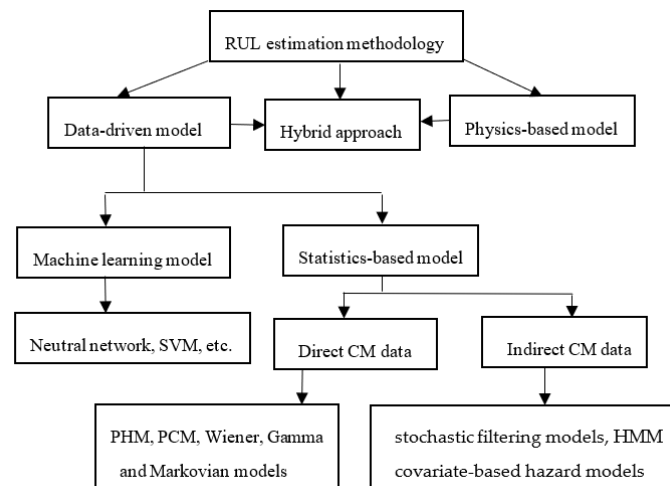 RUL estimation methodology
Data-driven model
Hybrid approach
Physics-based model
Machine learning model
Statistics-based model
Neutral network, SVM, etc.
Direct CM data
Indirect CM data
PHM, PCM, Wiener, Gamma
and Markovian models
stochastic filtering models, HMM
covariate-based hazard models